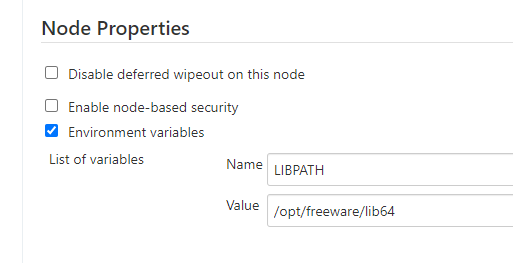 Node Properties
Disable deferred wipeout on this node
Enable node-based security
Environment variables
List of variables
Name
LIBPATH
Value
/opt/freeware/lib64